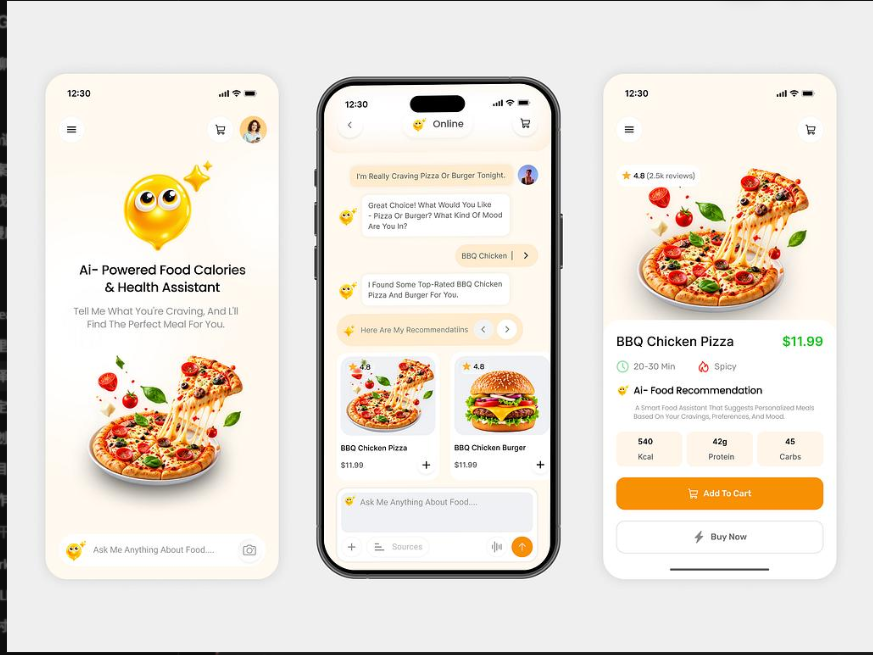 12:30
Ai- Powered Food Calories
& Health Assistant
Tell Me What You're Craving, And I'll
Find The Perfect Meal For You.
Ask Me Anything About Food....
12:30
Online
I'm Really Craving Pizza Or Burger Tonight.
Great Choice! What Would You Like
- Pizza Or Burger? What Kind Of Mood
Are You In?
BBQ Chicken |
I Found Some Top-Rated BBQ Chicken
Pizza And Burger For You.
Here Are My Recommendatiins
4.8
4.8
BBQ Chicken Pizza
BBQ Chicken Burger
$11.99
$11.99
Ask Me Anything About Food....
Sources
12:30
4.8 (2.5k reviews)
BBQ Chicken Pizza
$11.99
20-30 Min
Spicy
Ai- Food Recommendation
A Smart Food Assistant That Suggests Personalized Meals
Based On Your Cravings, Preferences, And Mood.
540
42g
45
Kcal
Protein
Carbs
Add To Cart
Buy Now